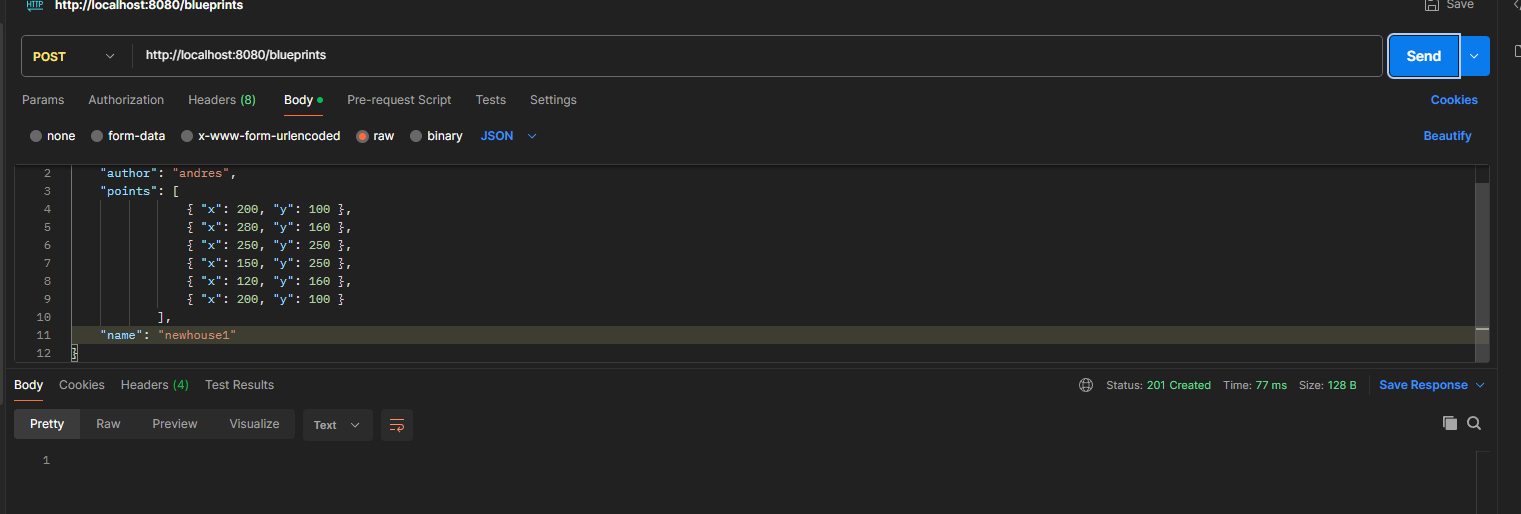 HTTP http://localhost:8080/blueprints Save
POST http://localhost:8080/blueprints Send
Params Authorization Headers (8) Body Pre-request Script Tests Settings Cookies
none form-data x-www-form-urlencoded raw binary JSON Beautify
2 "author": "andres",
3 "points": [
4 { "x": 200, "y": 100 },
5 { "x": 280, "y": 160 },
6 { "x": 250, "y": 250 },
7 { "x": 150, "y": 250 },
8 { "x": 120, "y": 160 },
9 { "x": 200, "y": 100 }
10 ],
11 "name": "newhouse1"
12 }
Body Cookies Headers (4) Test Results Status: 201 Created Time: 77 ms Size: 128 B Save Response
Pretty Raw Preview Visualize Text
1